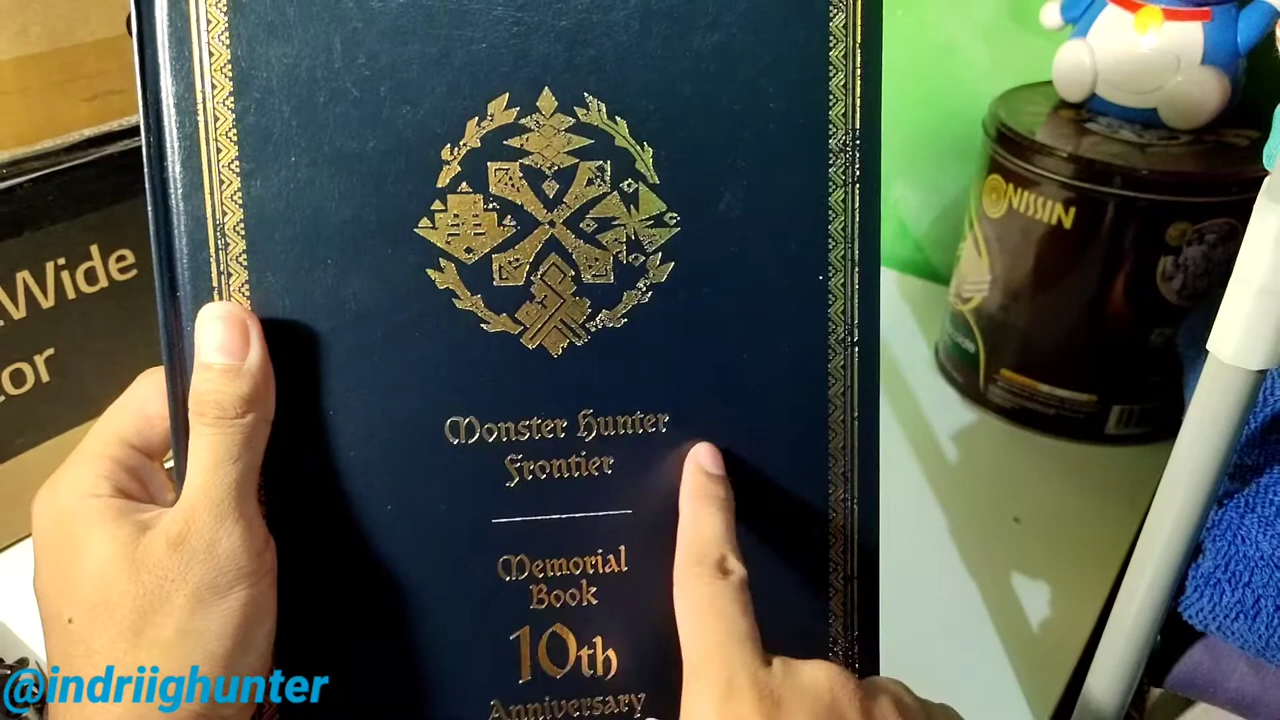 Wide
or
NISSIN
Monster Hunter
Frontier
Memorial
Book
10th
Anniversary
@indriighunter